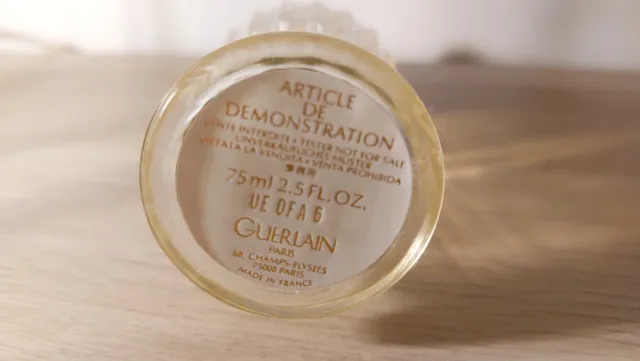 ARTICLE
DE
DEMONSTRATION
VENTE INTERDITE • TESTER NOT FOR SALE
UNVERKÄUFLICHES MUSTER
VIETATA LA VENDITA • VENTA PROHIBIDA
75 ml 2.5 FL. OZ.
UE 0FA 6
GUERLAIN
PARIS
68, CHAMPS-ELYSEES
75008 PARIS
MADE IN FRANCE